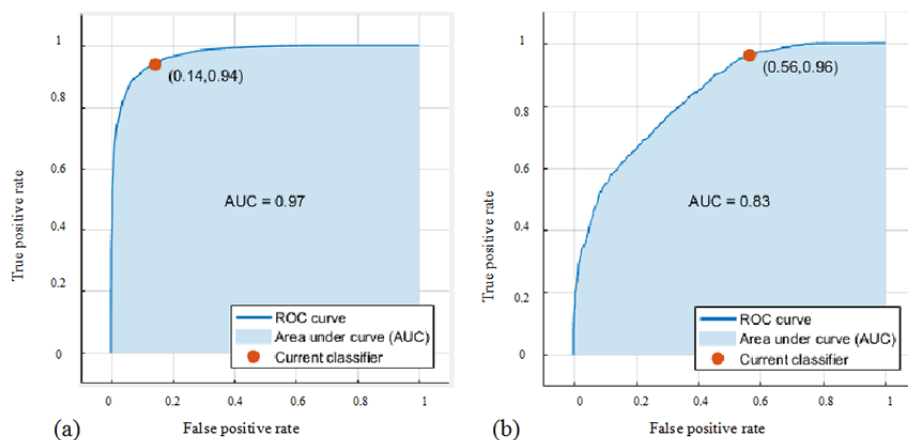 1
0.8
0.6
0.4
0.2
0
True positive rate
(0.14,0.94)
AUC = 0.97
ROC curve
Area under curve (AUC)
Current classifier
0 0.2 0.4 0.6 0.8 1
False positive rate
(a)
1
0.8
0.6
0.4
0.2
0
True positive rate
(0.56,0.96)
AUC = 0.83
ROC curve
Area under curve (AUC)
Current classifier
0 0.2 0.4 0.6 0.8 1
False positive rate
(b)